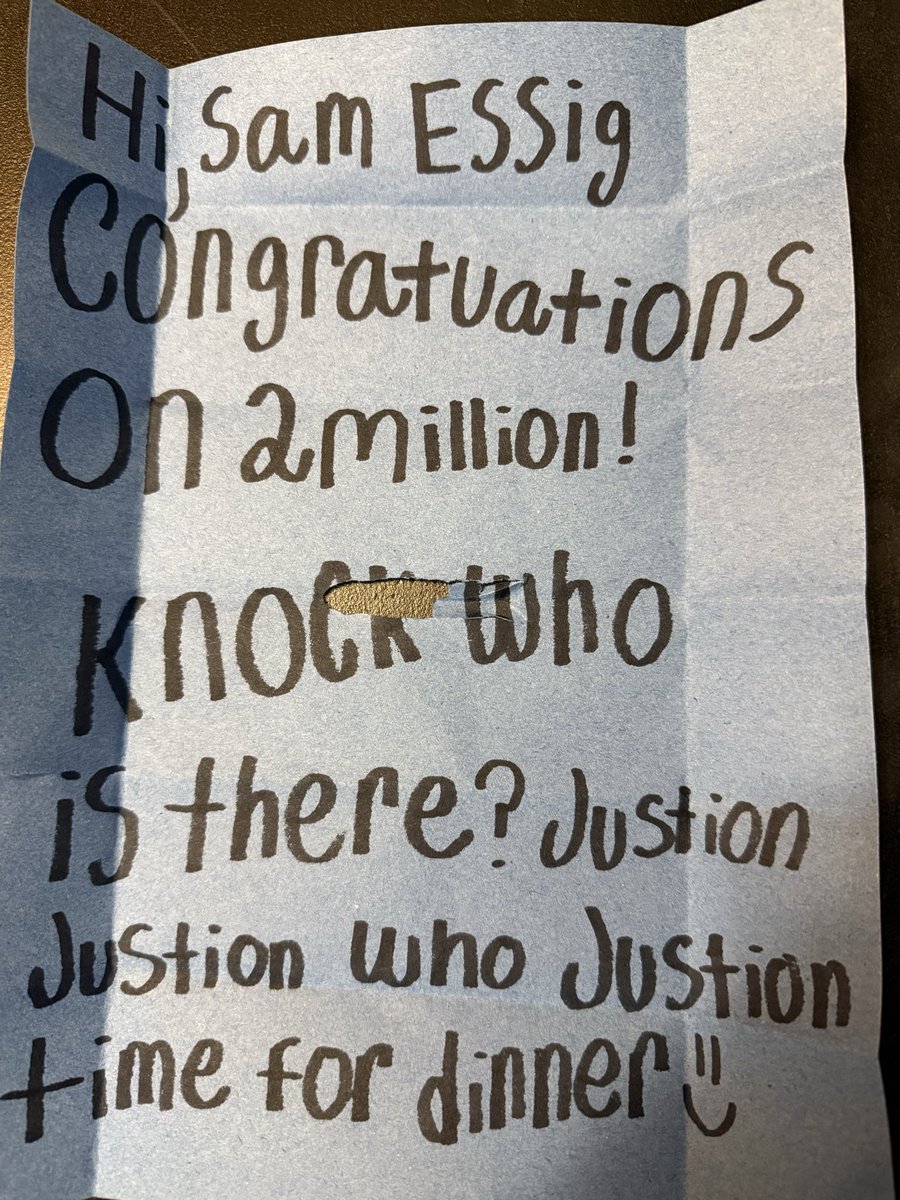 Hi, Sam ESSig
Congratuations
On 2million!
Knock who
is there? Justion
Justion who Justion
time for dinner